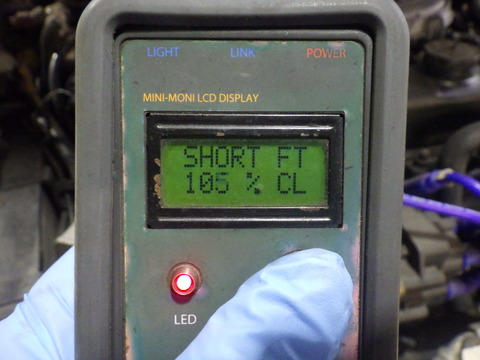 LIGHT LINK POWER
MINI-MONI LCD DISPLAY
SHORT FT
105 % CL
LED